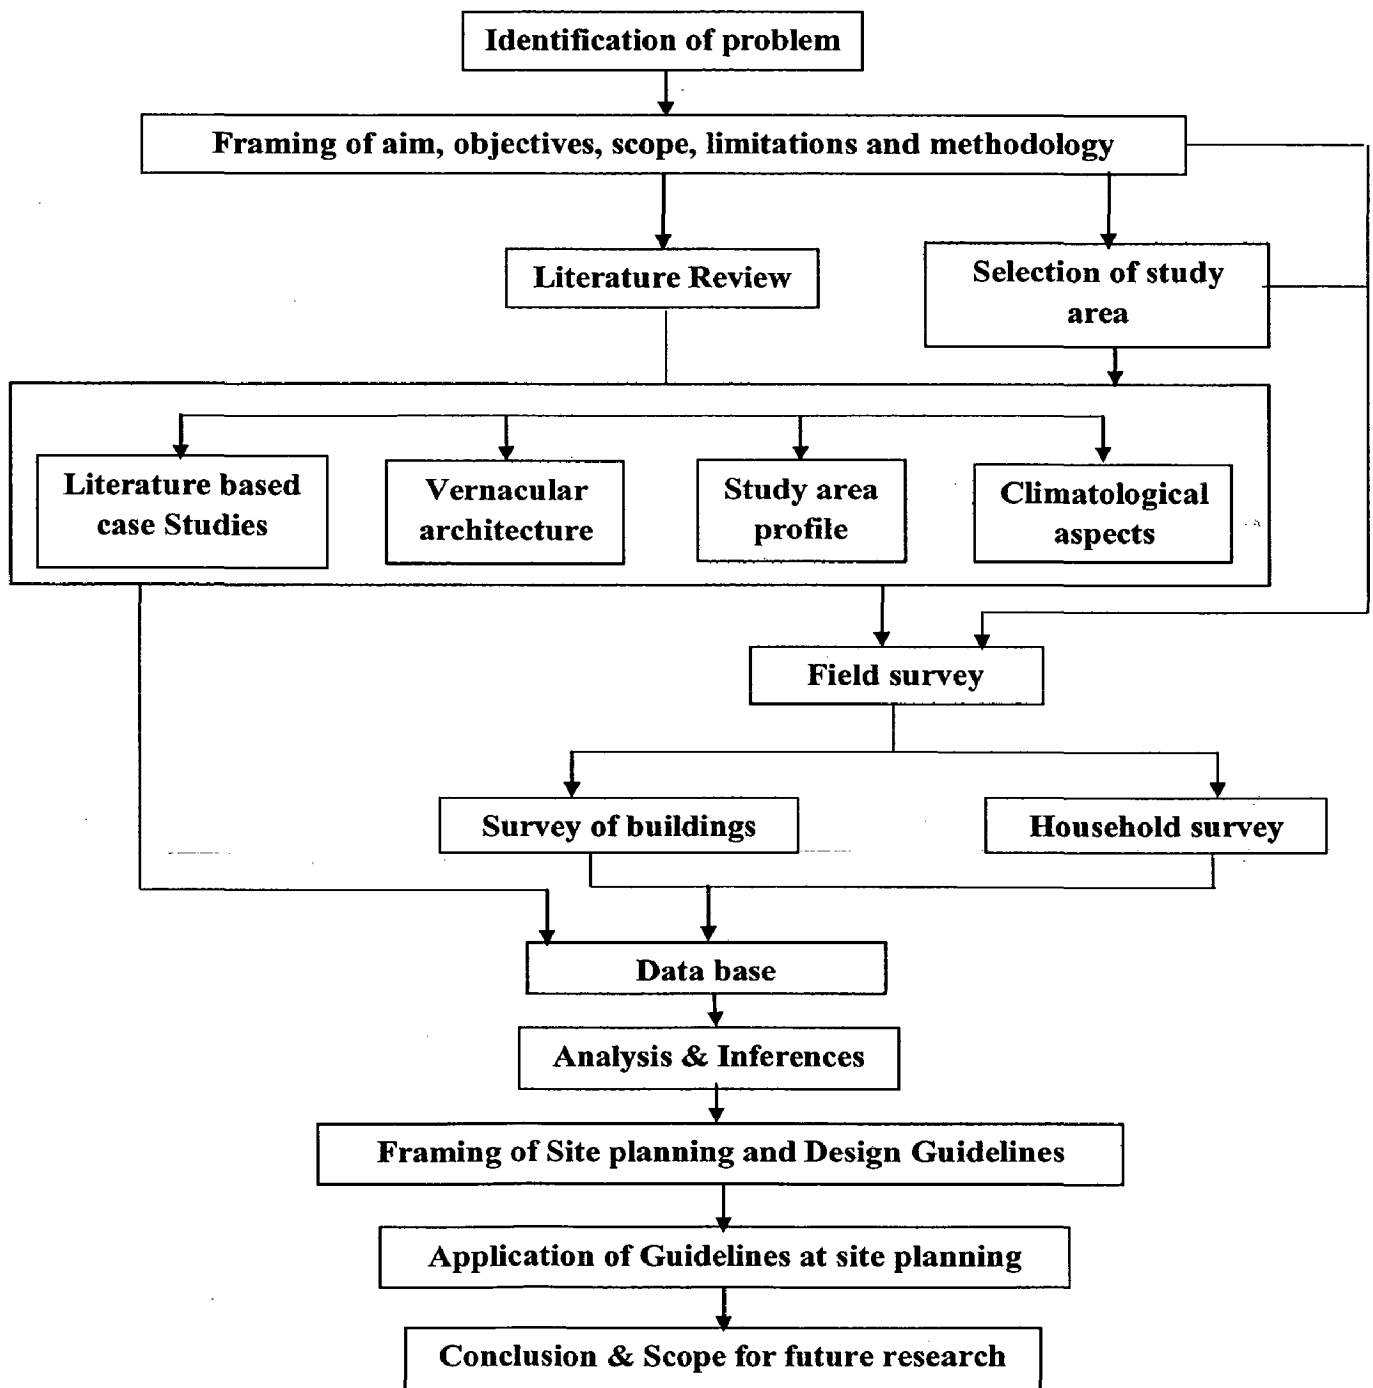 Identification of problem
Framing of aim, objectives, scope, limitations and methodology
Literature Review
Selection of study
area
Literature based
case Studies
Vernacular
architecture
Study area
profile
Climatological
aspects
Field survey
Survey of buildings
Household survey
Data base
Analysis & Inferences
Framing of Site planning and Design Guidelines
Application of Guidelines at site planning
Conclusion & Scope for future research